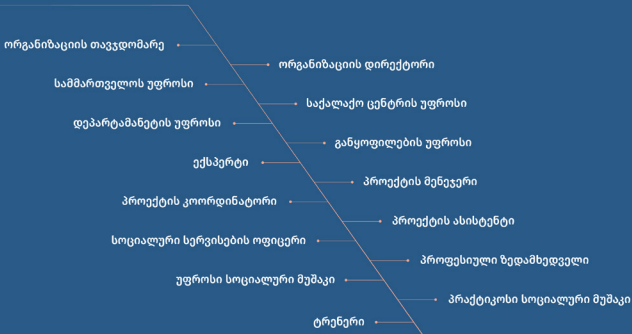 ორგანიზაციის თავჯდომარე
ორგანიზაციის დირექტორი
სამმართველოს უფროსი
საქალაქო ცენტრის უფროსი
დეპარტამანეტის უფროსი
განყოფილების უფროსი
ექსპერტი
პროექტის მენეჯერი
პროექტის კოორდინატორი
პროექტის ასისტენტი
სოციალური სერვისების ოფიცერი
პროფესიული ზედამხედველი
უფროსი სოციალური მუშაკი
პრაქტიკოსი სოციალური მუშაკი
ტრენერი